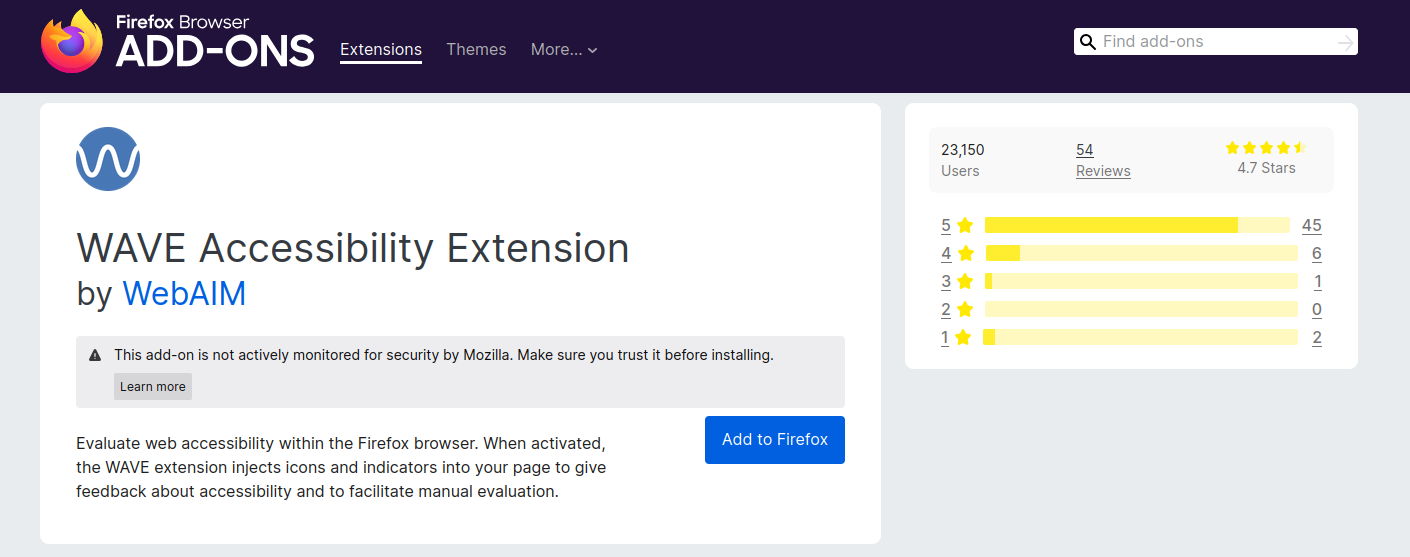 Firefox Browser
ADD-ONS
Extensions Themes More...
Find add-ons
WAVE Accessibility Extension
by WebAIM
This add-on is not actively monitored for security by Mozilla. Make sure you trust it before installing.
Learn more
Evaluate web accessibility within the Firefox browser. When activated,
the WAVE extension injects icons and indicators into your page to give
feedback about accessibility and to facilitate manual evaluation.
Add to Firefox
23,150
Users
54
Reviews
4.7 Stars
5 45
4 6
3 1
2 0
1 2